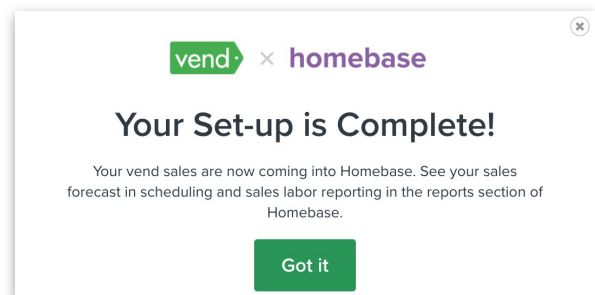 vend × homebase
Your Set-up is Complete!
Your vend sales are now coming into Homebase. See your sales
forecast in scheduling and sales labor reporting in the reports section of
Homebase.
Got it